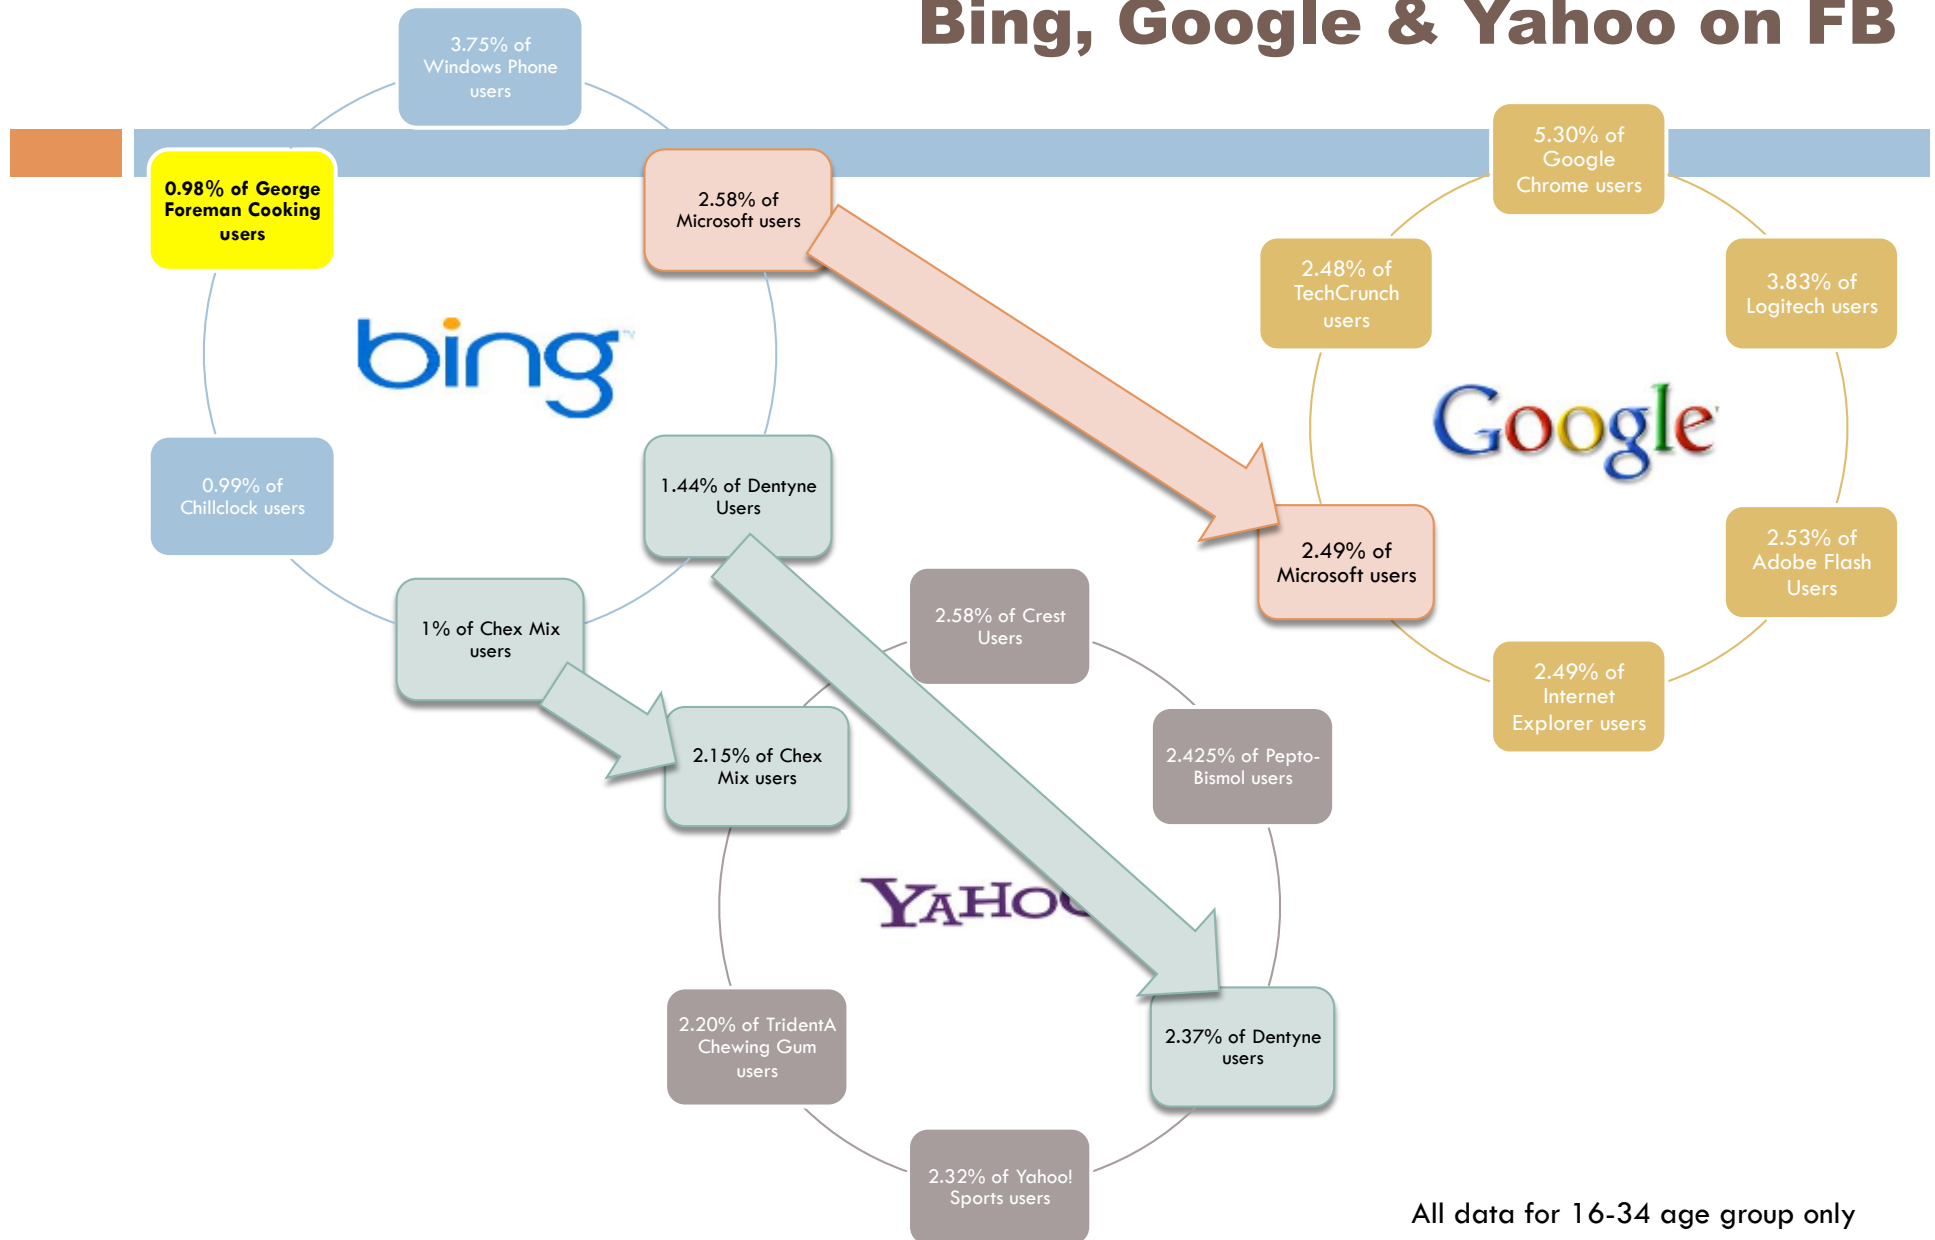 Bing, Google & Yahoo on FB
3.75% of
Windows Phone
users
0.98% of George
Foreman Cooking
users
2.58% of
Microsoft users
bing
TM
0.99% of
Chillclock users
1.44% of Dentyne
Users
1% of Chex Mix
users
5.30% of
Google
Chrome users
2.48% of
TechCrunch
users
3.83% of
Logitech users
Google
2.49% of
Microsoft users
2.53% of
Adobe Flash
Users
2.49% of
Internet
Explorer users
2.58% of Crest
Users
2.15% of Chex
Mix users
2.425% of Pepto-
Bismol users
YAHOO
2.20% of TridentA
Chewing Gum
users
2.37% of Dentyne
users
2.32% of Yahoo!
Sports users
All data for 16-34 age group only